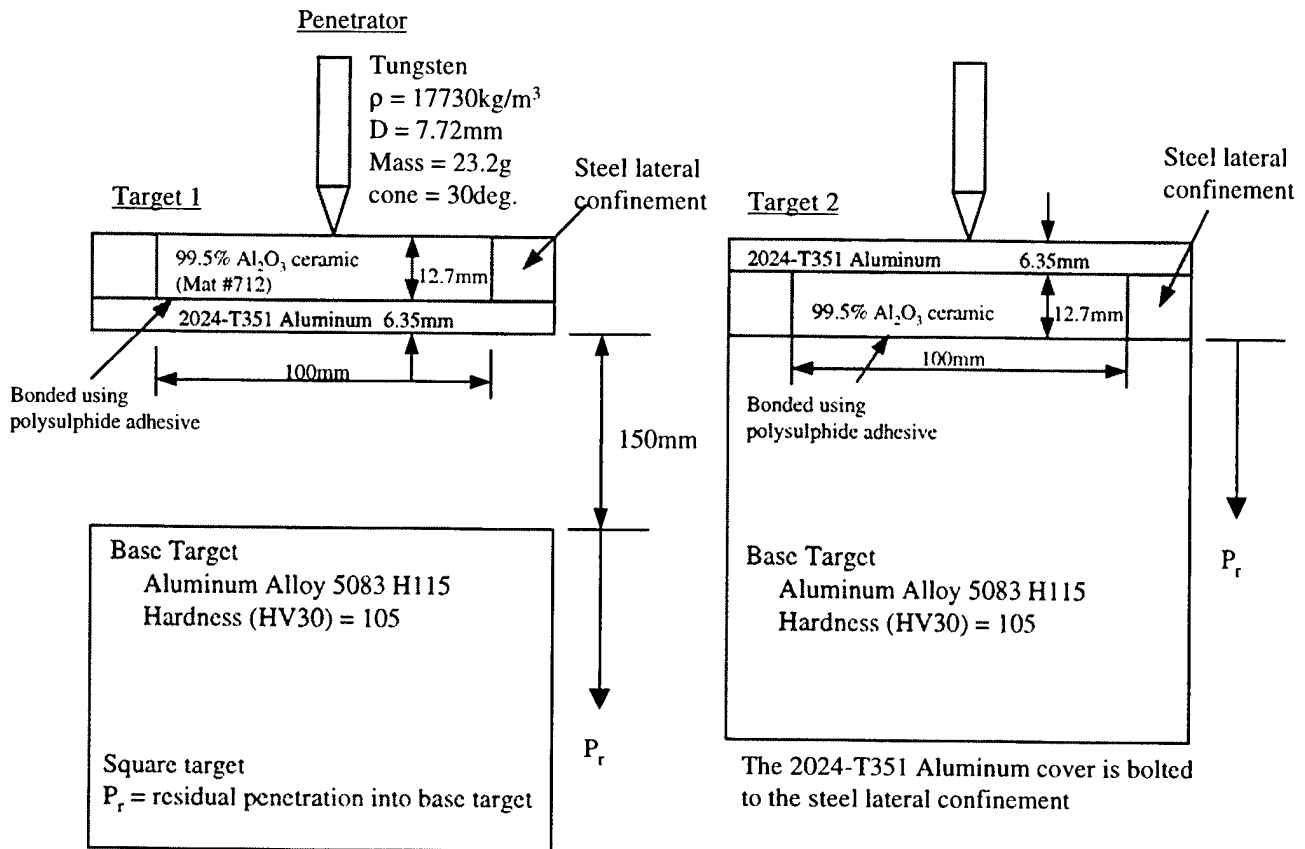 Penetrator
Tungsten
ρ = 17730kg/m³
D = 7.72mm
Mass = 23.2g
cone = 30deg.
Steel lateral
confinement
Target 1
99.5% Al₂O₃ ceramic
(Mat #712)
12.7mm
2024-T351 Aluminum 6.35mm
100mm
Bonded using
polysulphide adhesive
150mm
Base Target
Aluminum Alloy 5083 H115
Hardness (HV30) = 105
Pᵣ
Square target
Pᵣ = residual penetration into base target
Steel lateral
confinement
Target 2
2024-T351 Aluminum 6.35mm
99.5% Al₂O₃ ceramic
12.7mm
100mm
Bonded using
polysulphide adhesive
Base Target
Aluminum Alloy 5083 H115
Hardness (HV30) = 105
Pᵣ
The 2024-T351 Aluminum cover is bolted
to the steel lateral confinement